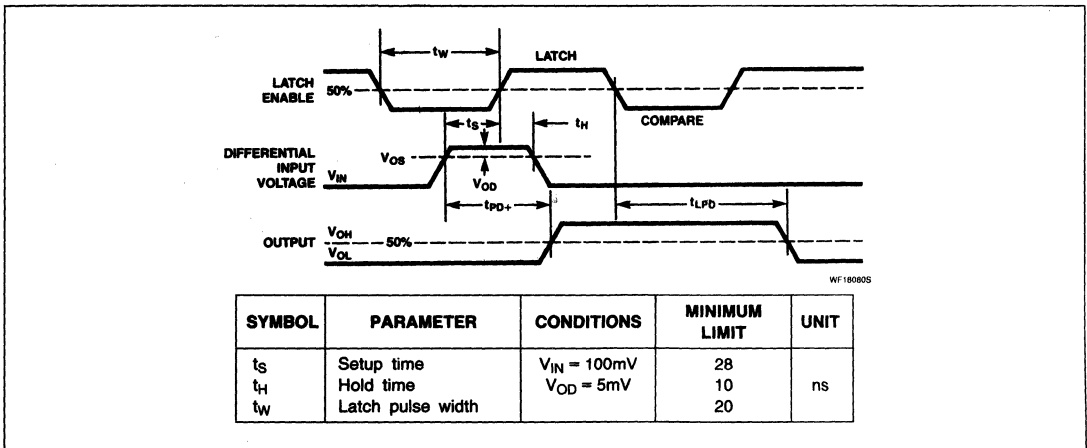 tW
LATCH
LATCH
ENABLE
50%
COMPARE
tS
tH
DIFFERENTIAL
INPUT
VOLTAGE
VOS
VIN
VOD
tPD+
tLPD
OUTPUT
VOH
50%
VOL
WF18080S
SYMBOL PARAMETER CONDITIONS MINIMUM LIMIT UNIT
tS Setup time VIN = 100mV 28
tH Hold time VOD = 5mV 10 ns
tW Latch pulse width 20